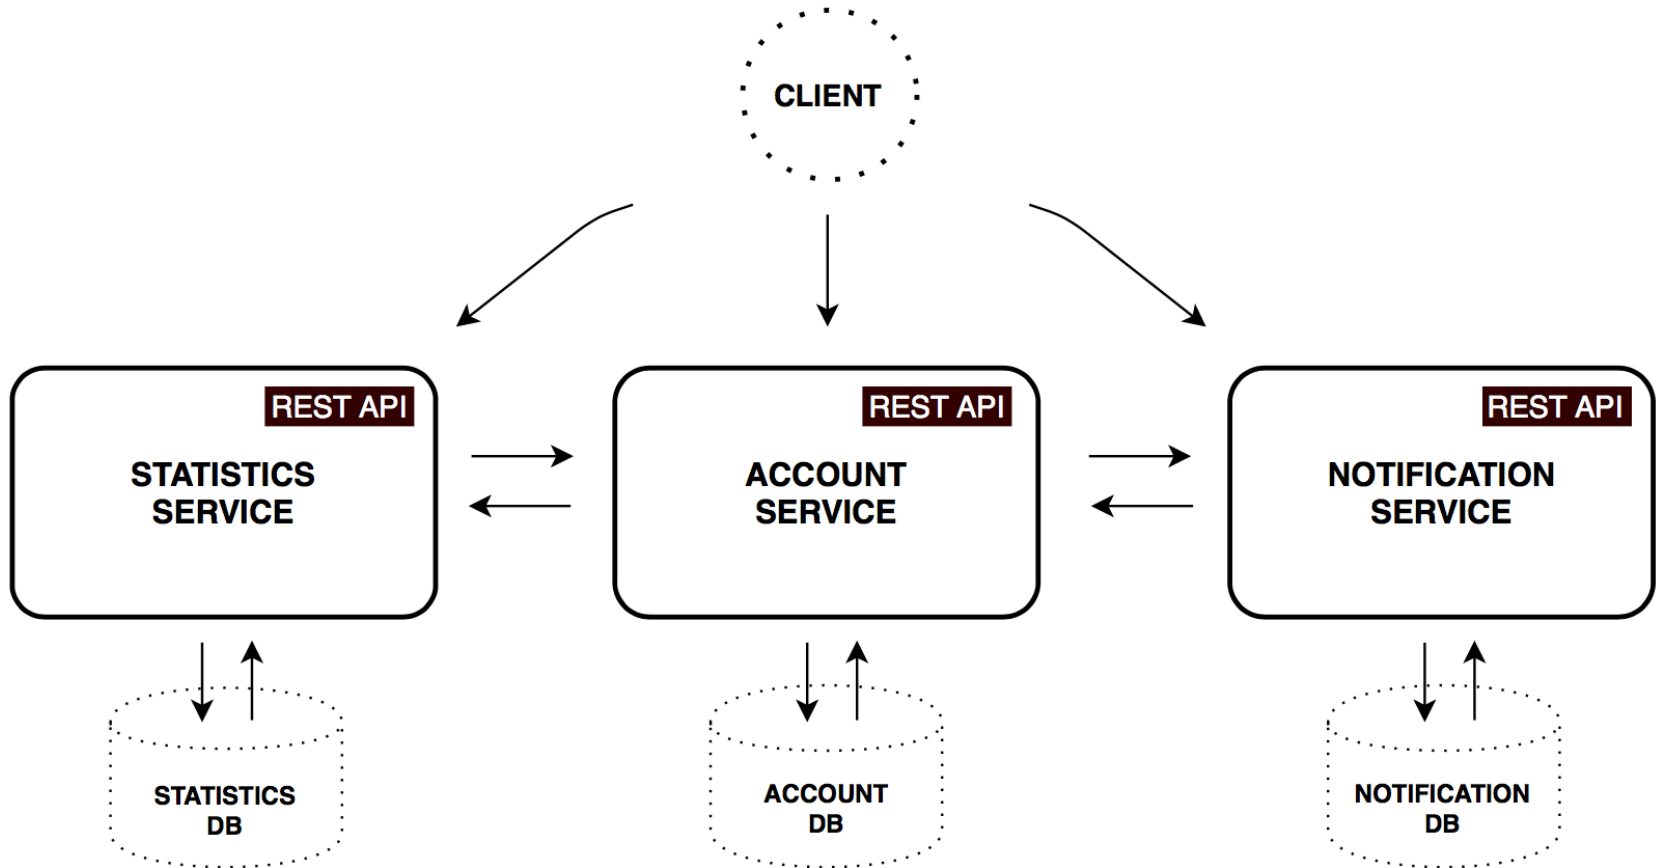 CLIENT
REST API
STATISTICS
SERVICE
REST API
ACCOUNT
SERVICE
REST API
NOTIFICATION
SERVICE
STATISTICS
DB
ACCOUNT
DB
NOTIFICATION
DB